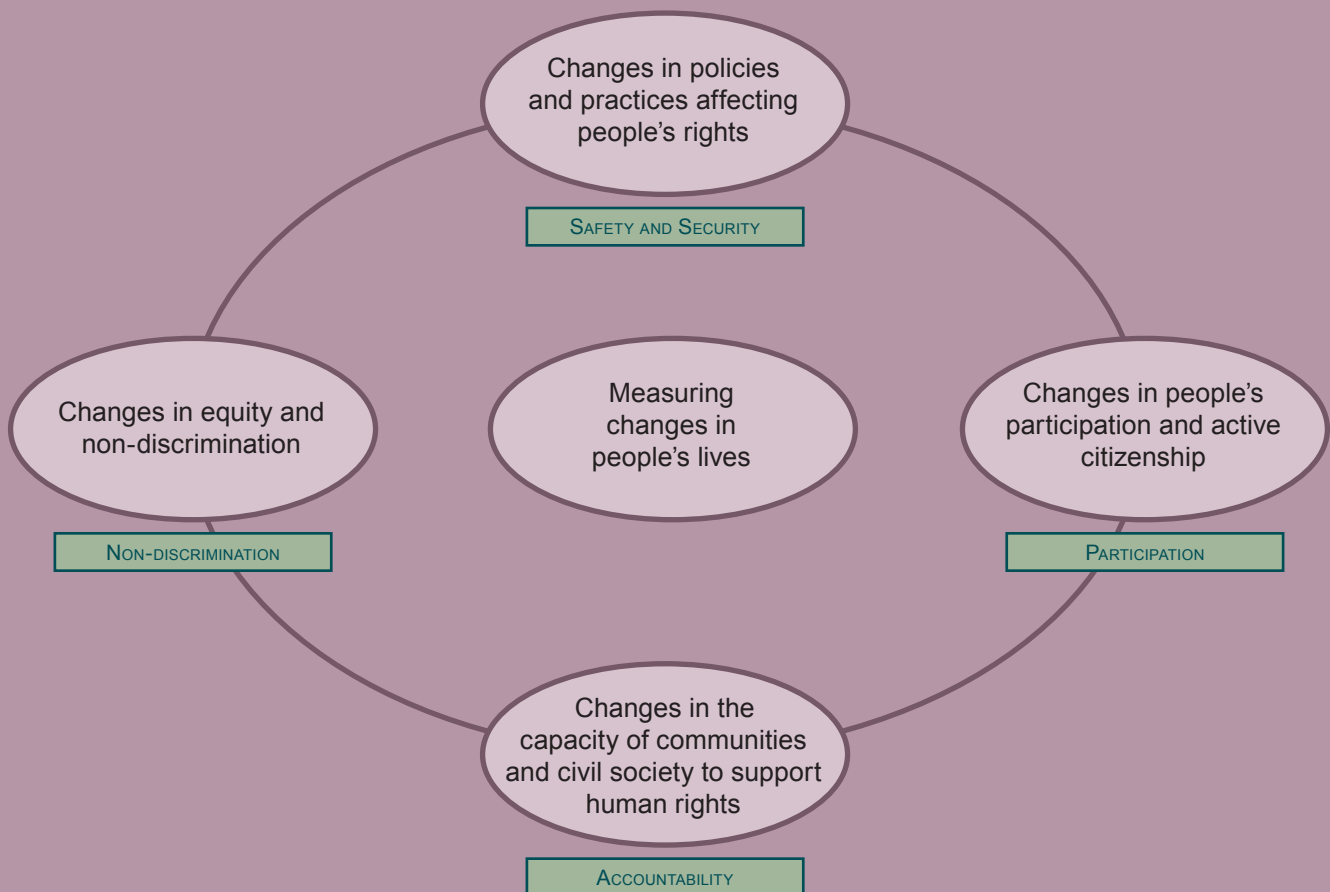 Changes in policies
and practices affecting
people’s rights
SAFETY AND SECURITY
Changes in equity and
non-discrimination
NON-DISCRIMINATION
Measuring
changes in
people’s lives
Changes in people’s
participation and active
citizenship
PARTICIPATION
Changes in the
capacity of communities
and civil society to support
human rights
ACCOUNTABILITY